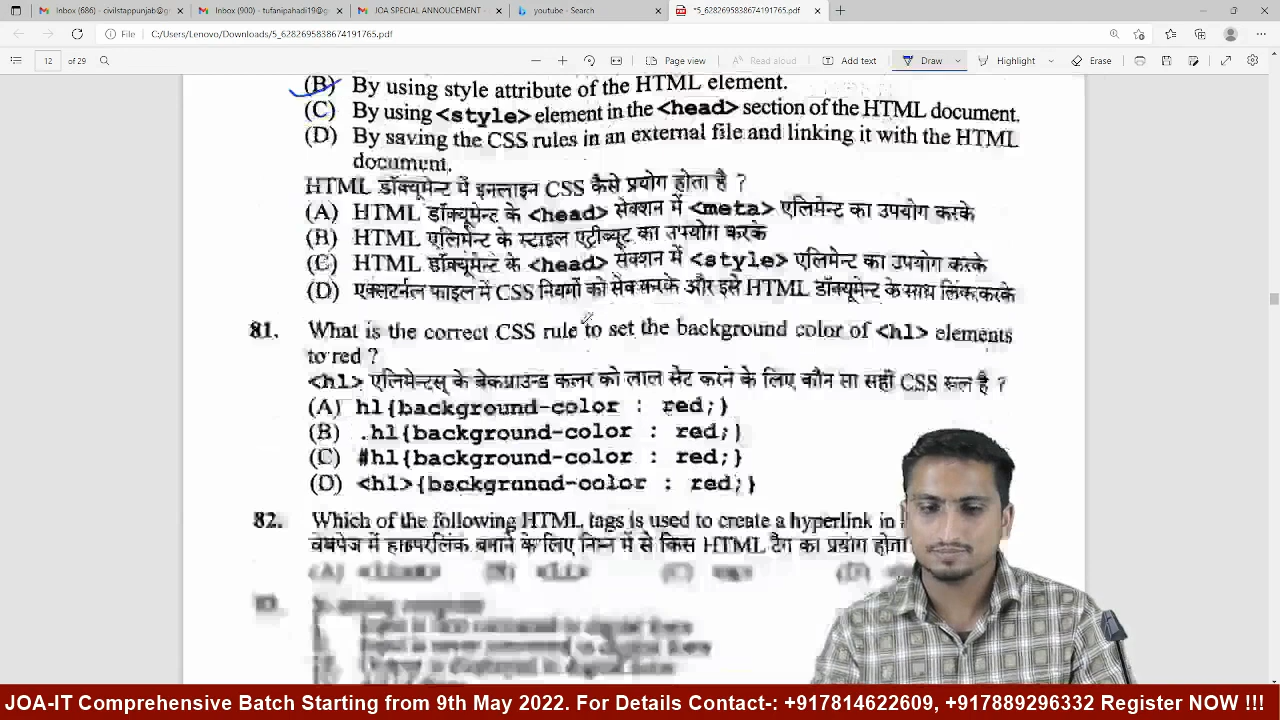 Inbox (686) - civilstappunjab@g
Inbox (900) - tufanipahadi19@g
JOA SPECIAL ANNOUCEMENT -
youtube - Search
*5_6282695838674191765.pdf
File
C:/Users/Lenovo/Downloads/5_6282695838674191765.pdf
12 of 29
Page view
Read aloud
Add text
Draw
Highlight
Erase
(B) By using style attribute of the HTML element.
(C) By using <style> element in the <head> section of the HTML document.
(D) By saving the CSS rules in an external file and linking it with the HTML
document.
HTML डॉक्यूमेन्ट में इनलाइन CSS कैसे प्रयोग होता है ?
(A) HTML डॉक्यूमेन्ट के <head> सेक्शन में <meta> एलिमेन्ट का उपयोग करके
(B) HTML एलिमेन्ट के स्टाइल एट्रीब्यूट का उपयोग करके
(C) HTML डॉक्यूमेन्ट के <head> सेक्शन में <style> एलिमेन्ट का उपयोग करके
(D) एक्सटर्नल फाइल में CSS नियमों को सेव करके और इसे HTML डॉक्यूमेन्ट के साथ लिंक करके
81. What is the correct CSS rule to set the background color of <h1> elements
to red ?
<h1> एलिमेन्टस् के बेकग्राउन्ड कलर को लाल सेट करने के लिए कौन सा सही CSS रूल है ?
(A) h1{background-color : red;}
(B) .h1{background-color : red;}
(C) #h1{background-color : red;}
(D) <h1>{background-color : red;}
82. Which of the following HTML tags is used to create a hyperlink in
वेबपेज में हाइपरलिंक बनाने के लिए निम्न में से किस HTML टैग का प्रयोग होता
JOA-IT Comprehensive Batch Starting from 9th May 2022. For Details Contact-: +917814622609, +917889296332 Register NOW !!!